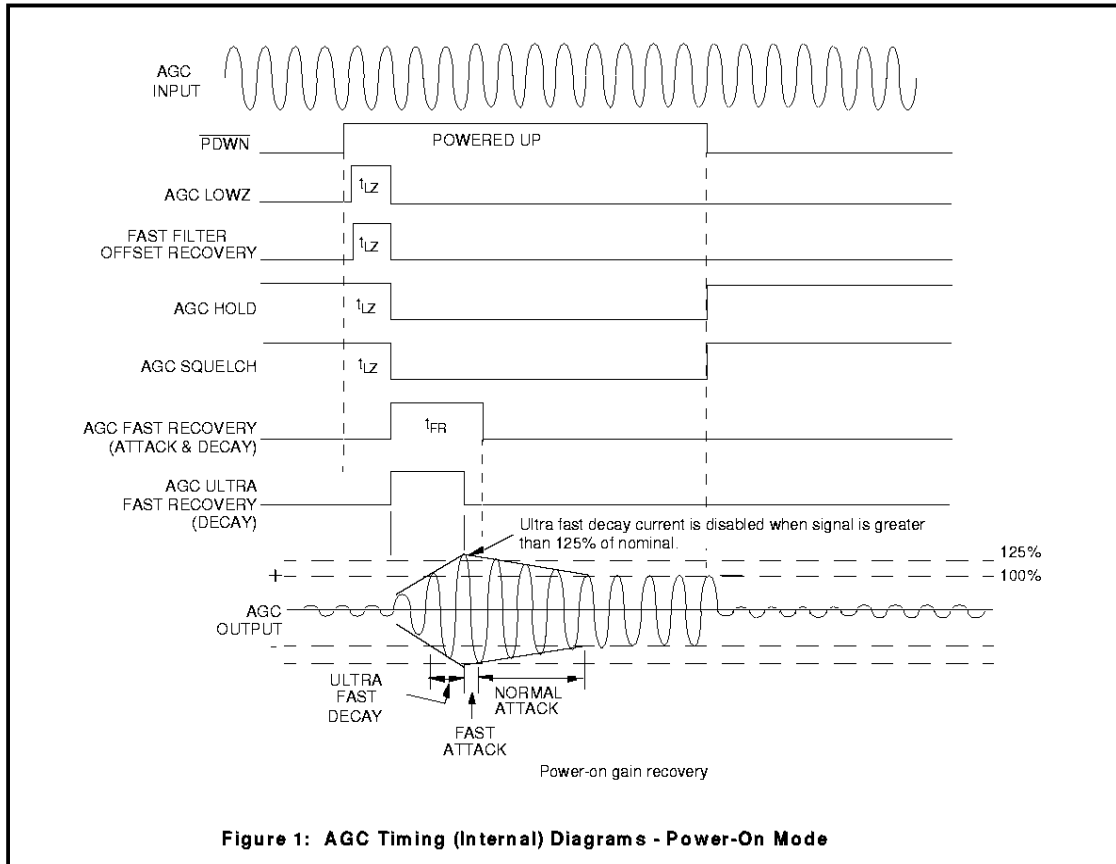 AGC
INPUT
PDWN
POWERED UP
AGC LOWZ
tLZ
FAST FILTER
OFFSET RECOVERY
tLZ
AGC HOLD
tLZ
AGC SQUELCH
tLZ
AGC FAST RECOVERY
(ATTACK & DECAY)
tFR
AGC ULTRA
FAST RECOVERY
(DECAY)
Ultra fast decay current is disabled when signal is greater
than 125% of nominal.
125%
+
100%
AGC
OUTPUT
-
ULTRA
FAST
DECAY
FAST
ATTACK
NORMAL
ATTACK
Power-on gain recovery
Figure 1: AGC Timing (Internal) Diagrams - Power-On Mode